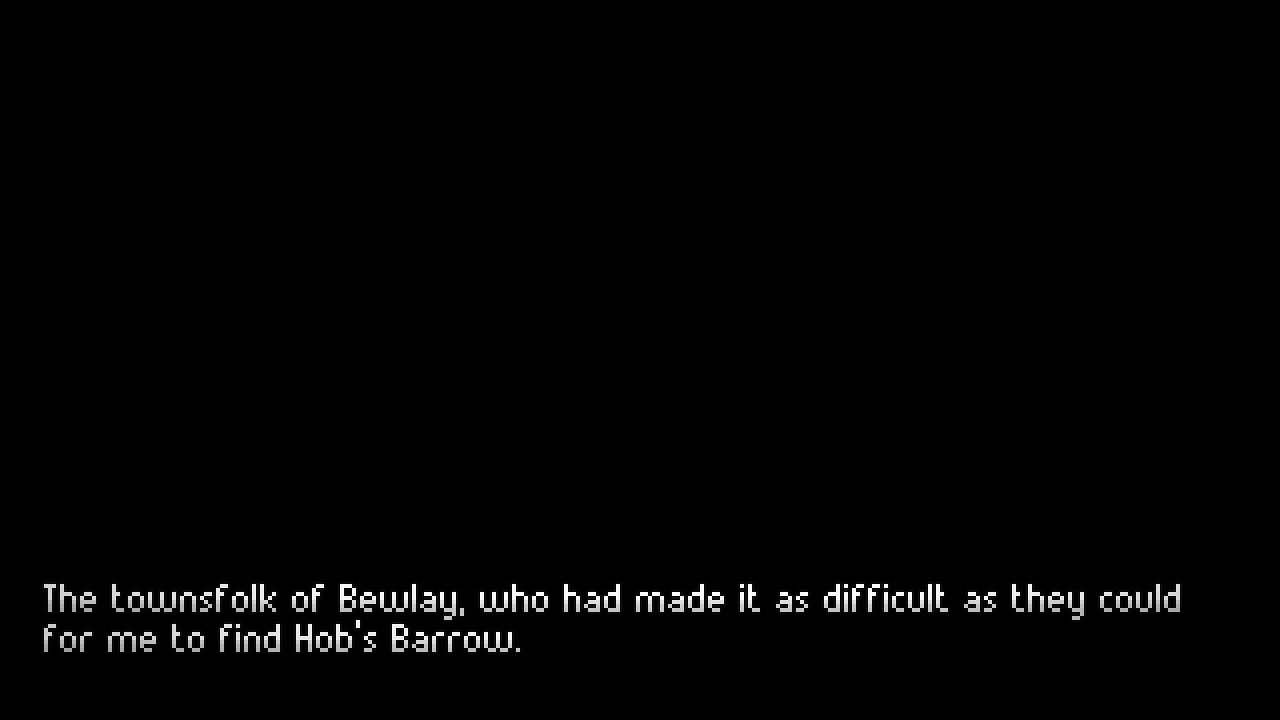 The townsfolk of Bewlay, who had made it as difficult as they could
for me to find Hob's Barrow.